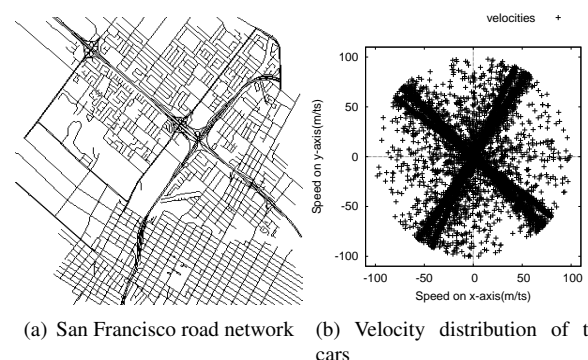 velocities +
100
50
0
-50
-100
Speed on y-axis(m/ts)
-100 -50 0 50 100
Speed on x-axis(m/ts)
(a) San Francisco road network (b) Velocity distribution of t
cars